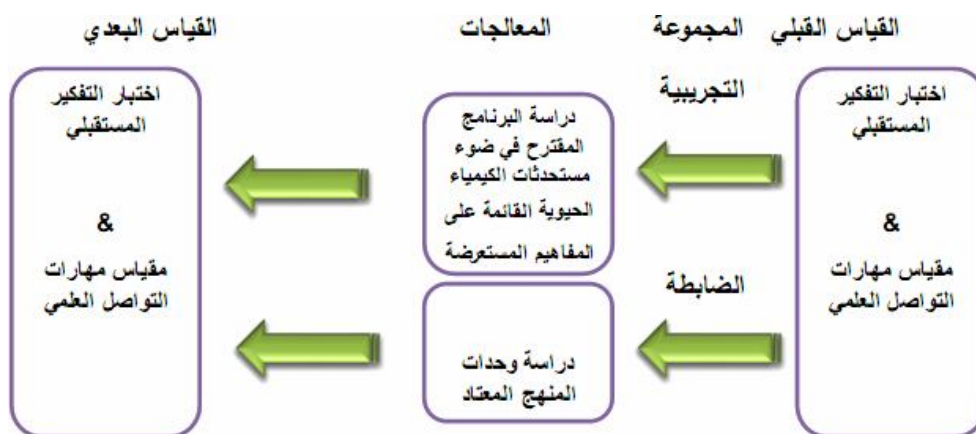 القياس القبلي
المجموعة
المعالجات
القياس البعدي
اختبار التفكير
المستقبلي
&
مقياس مهارات
التواصل العلمي
التجريبية
الضابطة
دراسة البرنامج
المقترح في ضوء
مستحدثات الكيمياء
الحيوية القائمة على
المفاهيم المستعرضة
دراسة وحدات
المنهج المعتاد
اختبار التفكير
المستقبلي
&
مقياس مهارات
التواصل العلمي